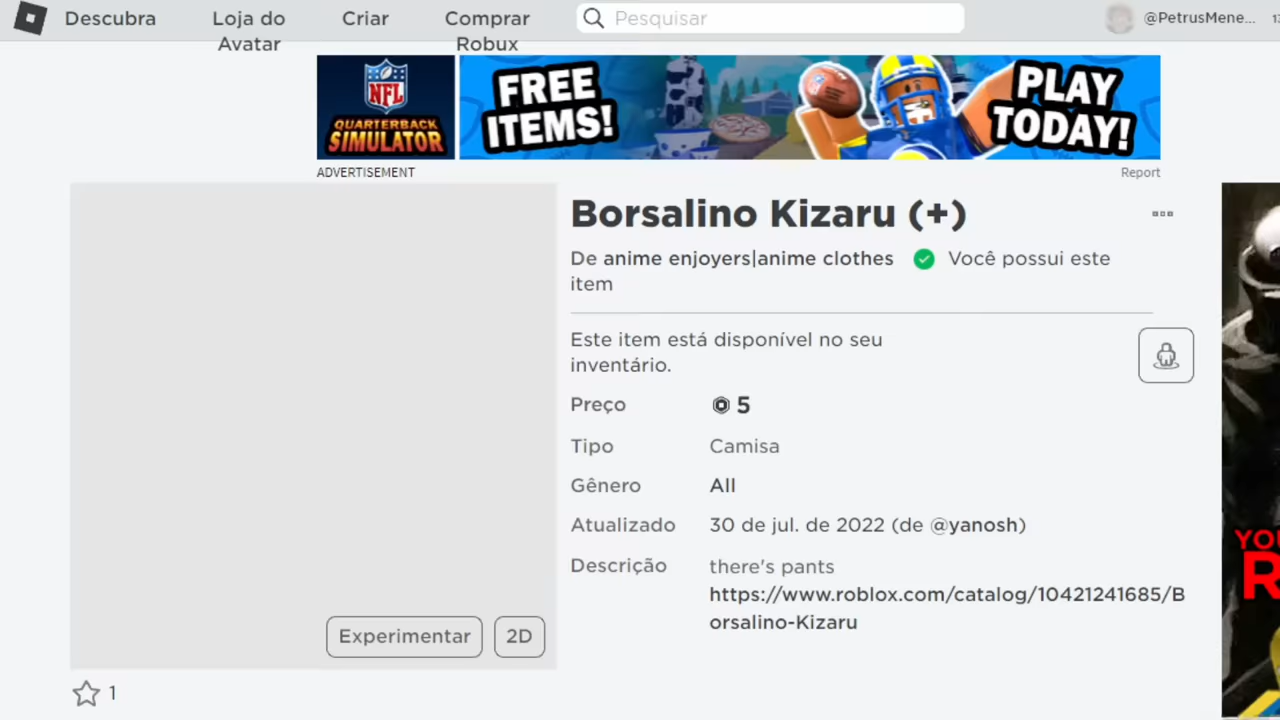 Descubra Loja do Avatar Criar Comprar Robux Pesquisar @PetrusMene...
NFL
QUARTERBACK
SIMULATOR
FREE
ITEMS!
PLAY
TODAY!
ADVERTISEMENT Report
Borsalino Kizaru (+)
De anime enjoyers|anime clothes Você possui este
item
Este item está disponível no seu
inventário.
Preço 5
Tipo Camisa
Gênero All
Atualizado 30 de jul. de 2022 (de @yanosh)
Descrição there's pants
https://www.roblox.com/catalog/10421241685/B
orsalino-Kizaru
Experimentar 2D
1